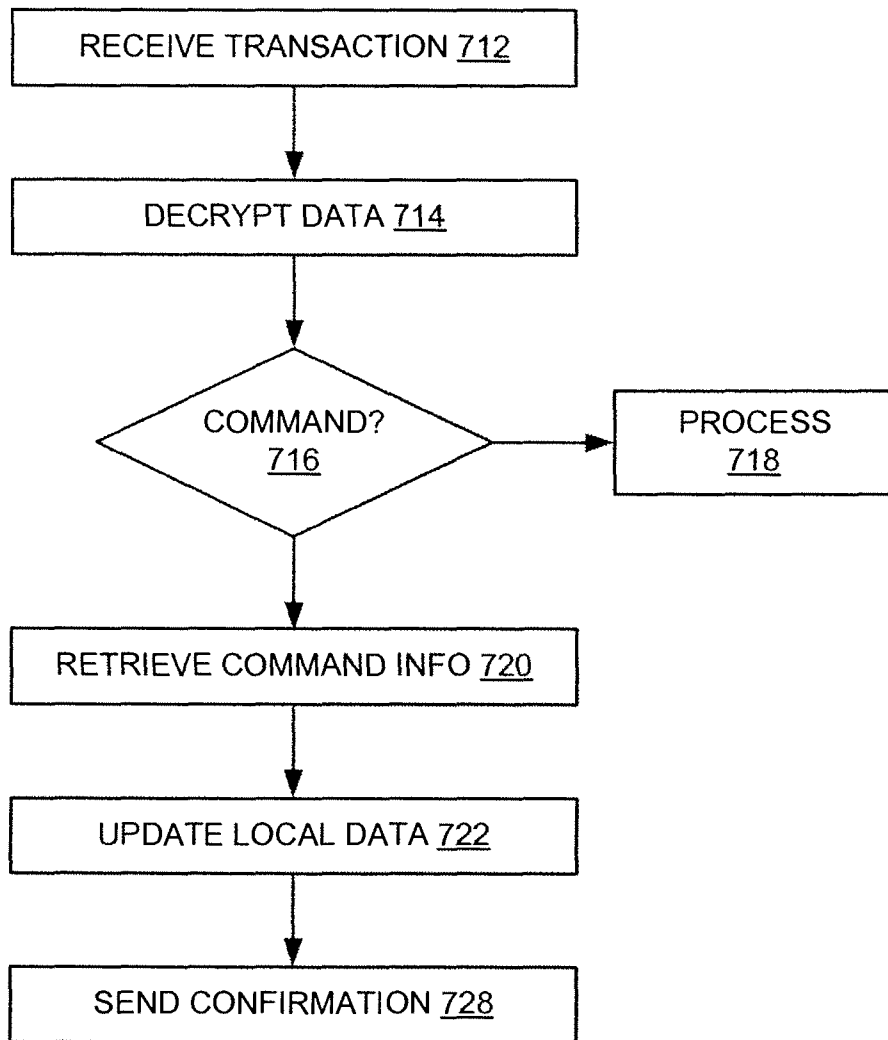 RECEIVE TRANSACTION 712
DECRYPT DATA 714
COMMAND?
716
PROCESS
718
RETRIEVE COMMAND INFO 720
UPDATE LOCAL DATA 722
SEND CONFIRMATION 728